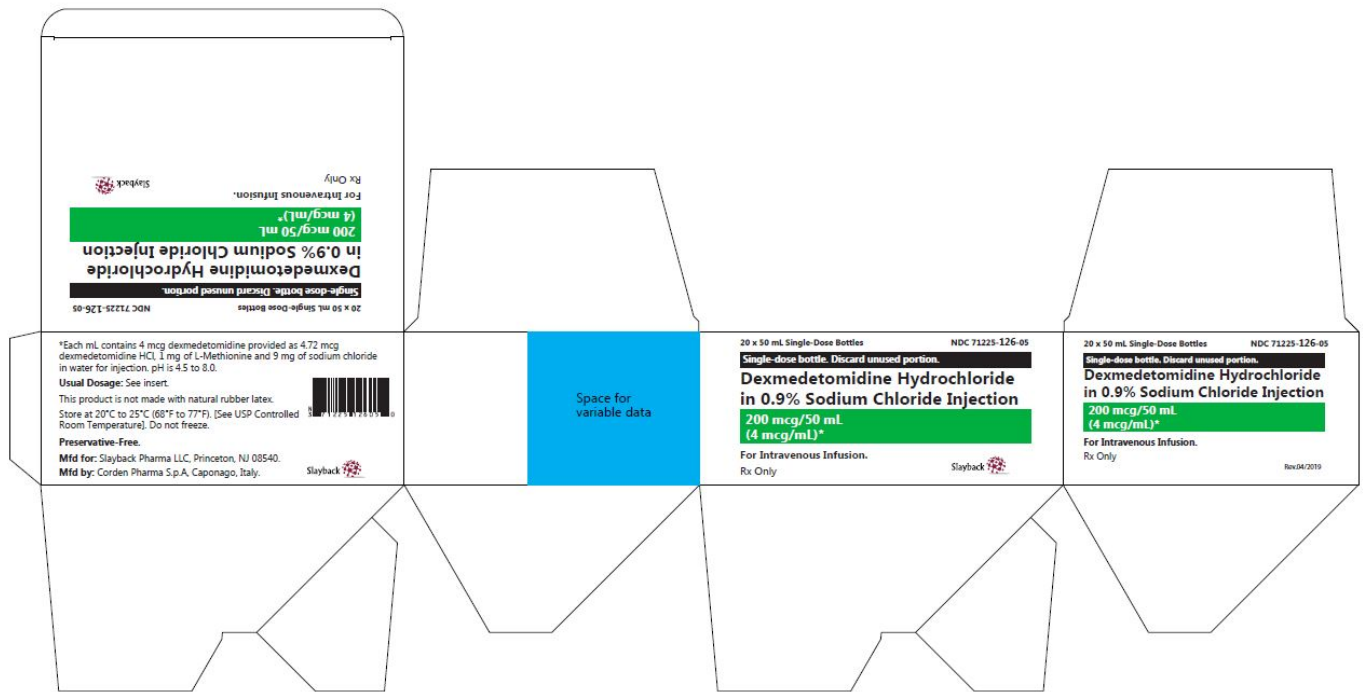 20 x 50 mL Single-Dose Bottles NDC 71225-126-05
Single-dose bottle. Discard unused portion.
Dexmedetomidine Hydrochloride
in 0.9% Sodium Chloride Injection
200 mcg/50 mL
(4 mcg/mL)*
For Intravenous Infusion.
Rx Only
Slayback
*Each mL contains 4 mcg dexmedetomidine provided as 4.72 mcg
dexmedetomidine HCl, 1 mg of L-Methionine and 9 mg of sodium chloride
in water for injection. pH is 4.5 to 8.0.
Usual Dosage: See insert.
This product is not made with natural rubber latex.
Store at 20°C to 25°C (68°F to 77°F). [See USP Controlled
Room Temperature]. Do not freeze.
Preservative-Free.
Mfd for: Slayback Pharma LLC, Princeton, NJ 08540.
Mfd by: Corden Pharma S.p.A, Caponago, Italy.
Slayback
Space for
variable data
20 x 50 mL Single-Dose Bottles NDC 71225-126-05
Single-dose bottle. Discard unused portion.
Dexmedetomidine Hydrochloride
in 0.9% Sodium Chloride Injection
200 mcg/50 mL
(4 mcg/mL)*
For Intravenous Infusion.
Rx Only
Slayback
20 x 50 mL Single-Dose Bottles NDC 71225-126-05
Single-dose bottle. Discard unused portion.
Dexmedetomidine Hydrochloride
in 0.9% Sodium Chloride Injection
200 mcg/50 mL
(4 mcg/mL)*
For Intravenous Infusion.
Rx Only
Rev.04/2019